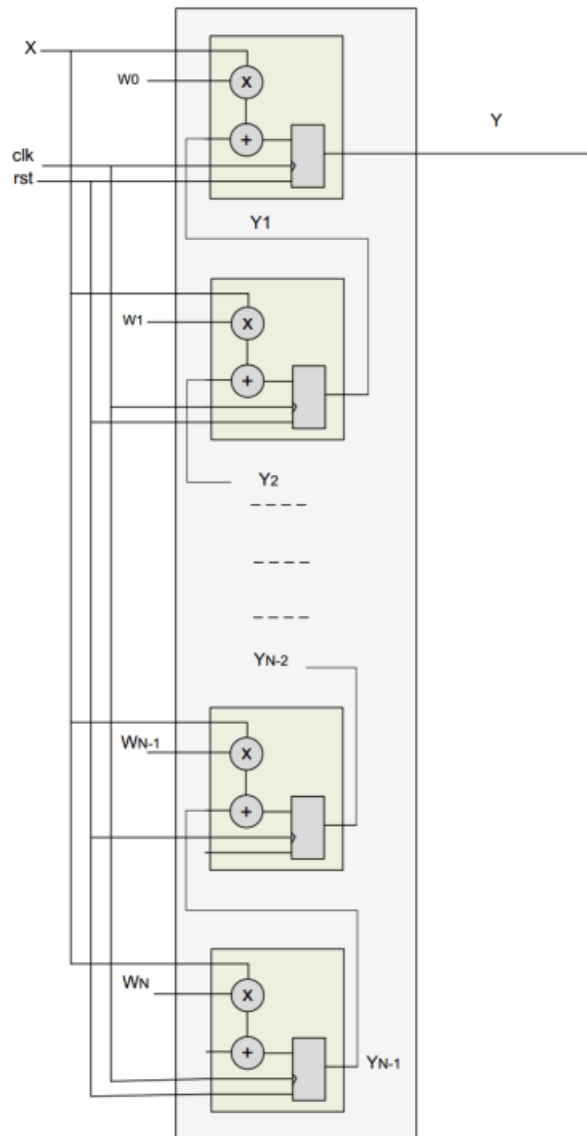 X
W0
X
+
Y
clk
rst
Y1
X
W1
+
Y2
YN-2
X
WN-1
+
X
WN
+
YN-1